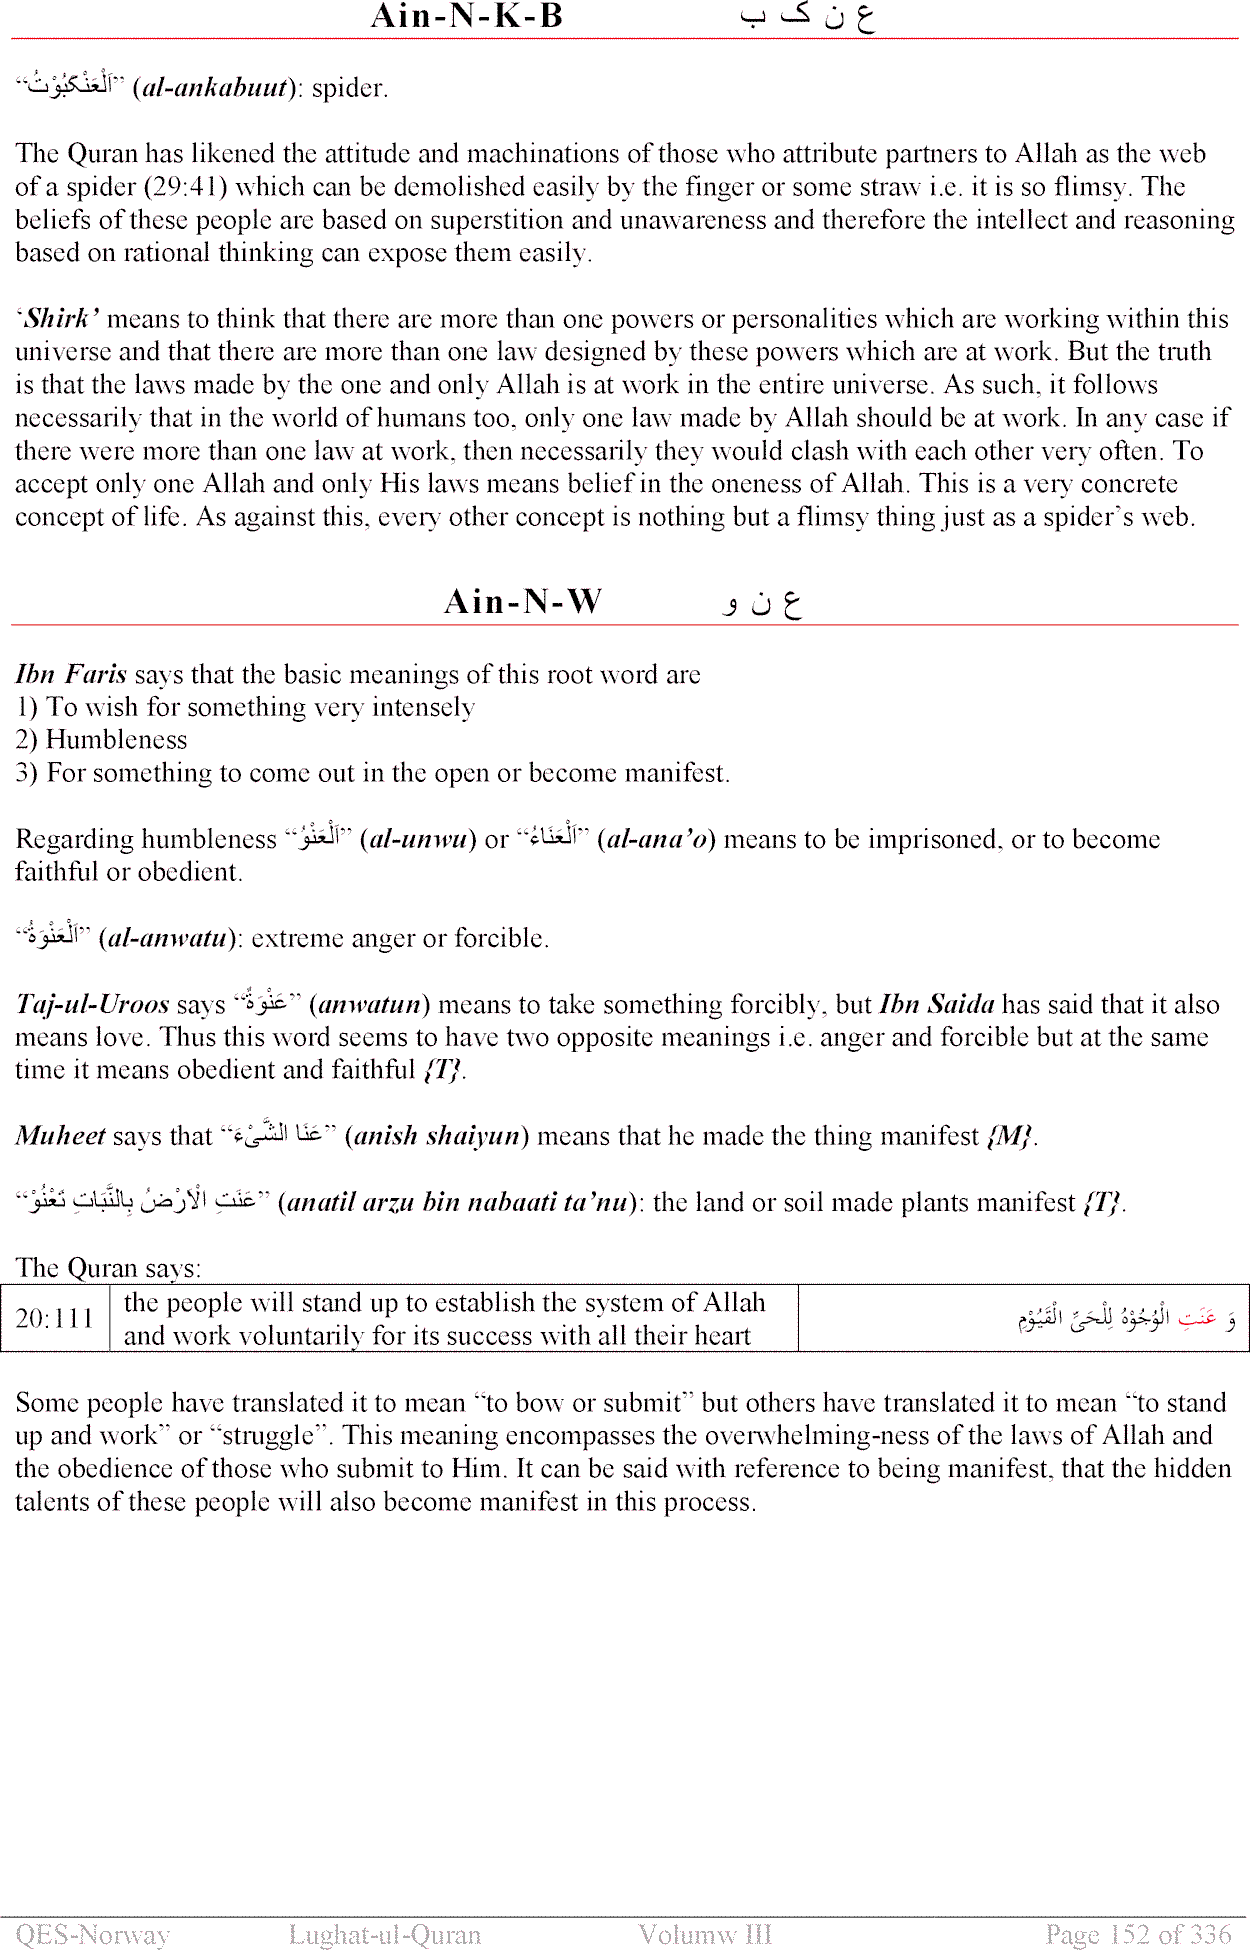 Ain-N-K-B ع ن ک ب
“اَلْعَنْکَبُوْتُ” (al-ankabuut): spider.
The Quran has likened the attitude and machinations of those who attribute partners to Allah as the web
of a spider (29:41) which can be demolished easily by the finger or some straw i.e. it is so flimsy. The
beliefs of these people are based on superstition and unawareness and therefore the intellect and reasoning
based on rational thinking can expose them easily.
‘Shirk’ means to think that there are more than one powers or personalities which are working within this
universe and that there are more than one law designed by these powers which are at work. But the truth
is that the laws made by the one and only Allah is at work in the entire universe. As such, it follows
necessarily that in the world of humans too, only one law made by Allah should be at work. In any case if
there were more than one law at work, then necessarily they would clash with each other very often. To
accept only one Allah and only His laws means belief in the oneness of Allah. This is a very concrete
concept of life. As against this, every other concept is nothing but a flimsy thing just as a spider’s web.
Ain-N-W ع ن و
Ibn Faris says that the basic meanings of this root word are
1) To wish for something very intensely
2) Humbleness
3) For something to come out in the open or become manifest.
Regarding humbleness “اَلْعَنْوُ” (al-unwu) or “اَلْعَنَاءُ” (al-ana’o) means to be imprisoned, or to become
faithful or obedient.
“اَلْعَنْوَةُ” (al-anwatu): extreme anger or forcible.
Taj-ul-Uroos says “عَنْوَةٌ” (anwatun) means to take something forcibly, but Ibn Saida has said that it also
means love. Thus this word seems to have two opposite meanings i.e. anger and forcible but at the same
time it means obedient and faithful {T}.
Muheet says that “عَنَا الشَّیْءَ” (anish shaiyun) means that he made the thing manifest {M}.
“عَنَتِ الْاَرْضُ بِالنَّبَاتِ تَعْنُوْ” (anatil arzu bin nabaati ta’nu): the land or soil made plants manifest {T}.
The Quran says:
20:111 the people will stand up to establish the system of Allah
and work voluntarily for its success with all their heart
وَ عَنَتِ الْوُجُوْهُ لِلْحَیِّ الْقَیُّوْمِ
Some people have translated it to mean “to bow or submit” but others have translated it to mean “to stand
up and work” or “struggle”. This meaning encompasses the overwhelming-ness of the laws of Allah and
the obedience of those who submit to Him. It can be said with reference to being manifest, that the hidden
talents of these people will also become manifest in this process.
QES-Norway Lughat-ul-Quran Volumw III Page 152 of 336